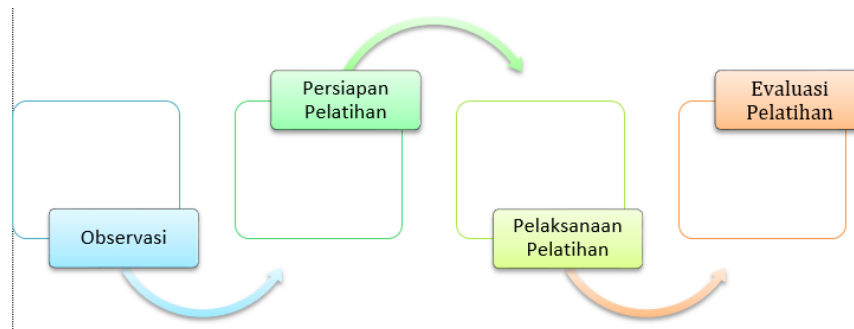 Observasi
Persiapan
Pelatihan
Pelaksanaan
Pelatihan
Evaluasi
Pelatihan